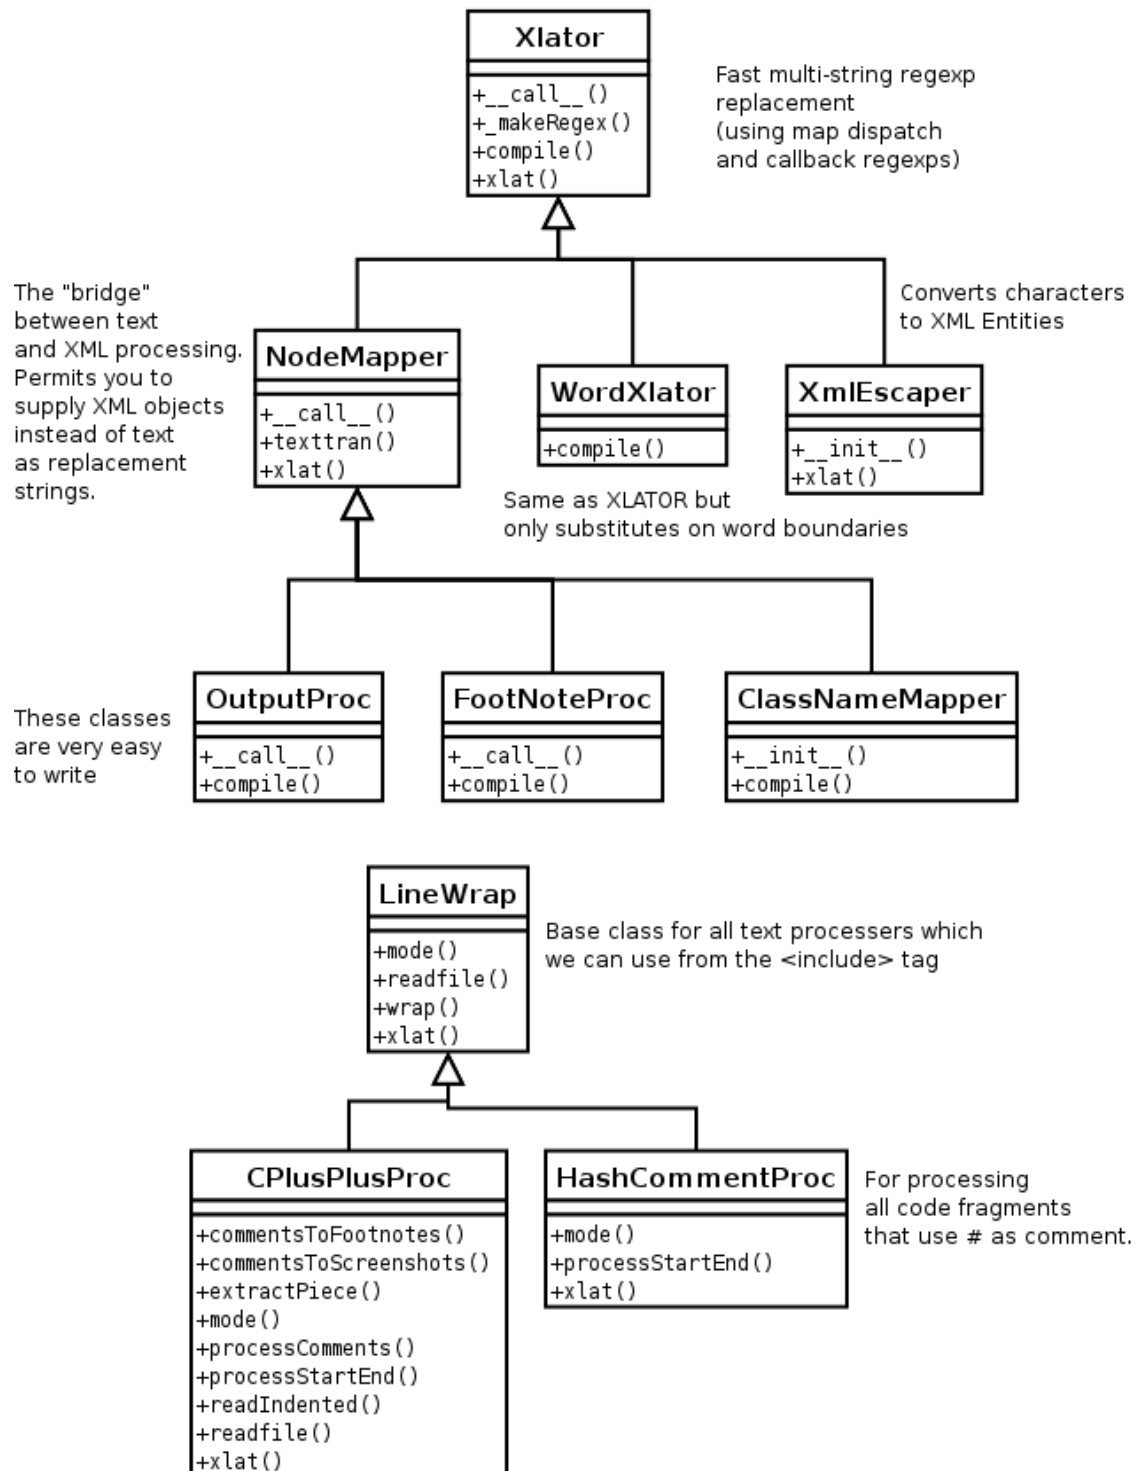 Xlator
+__call__()
+_makeRegex()
+compile()
+xlat()
Fast multi-string regexp
replacement
(using map dispatch
and callback regexps)
The "bridge"
between text
and XML processing.
Permits you to
supply XML objects
instead of text
as replacement
strings.
NodeMapper
+__call__()
+texttran()
+xlat()
WordXlator
+compile()
Same as XLATOR but
only substitutes on word boundaries
Converts characters
to XML Entities
XmlEscaper
+__init__()
+xlat()
These classes
are very easy
to write
OutputProc
+__call__()
+compile()
FootNoteProc
+__call__()
+compile()
ClassNameMapper
+__init__()
+compile()
LineWrap
+mode()
+readfile()
+wrap()
+xlat()
Base class for all text processers which
we can use from the <include> tag
CPlusPlusProc
+commentsToFootnotes()
+commentsToScreenshots()
+extractPiece()
+mode()
+processComments()
+processStartEnd()
+readIndented()
+readfile()
+xlat()
HashCommentProc
+mode()
+processStartEnd()
+xlat()
For processing
all code fragments
that use # as comment.